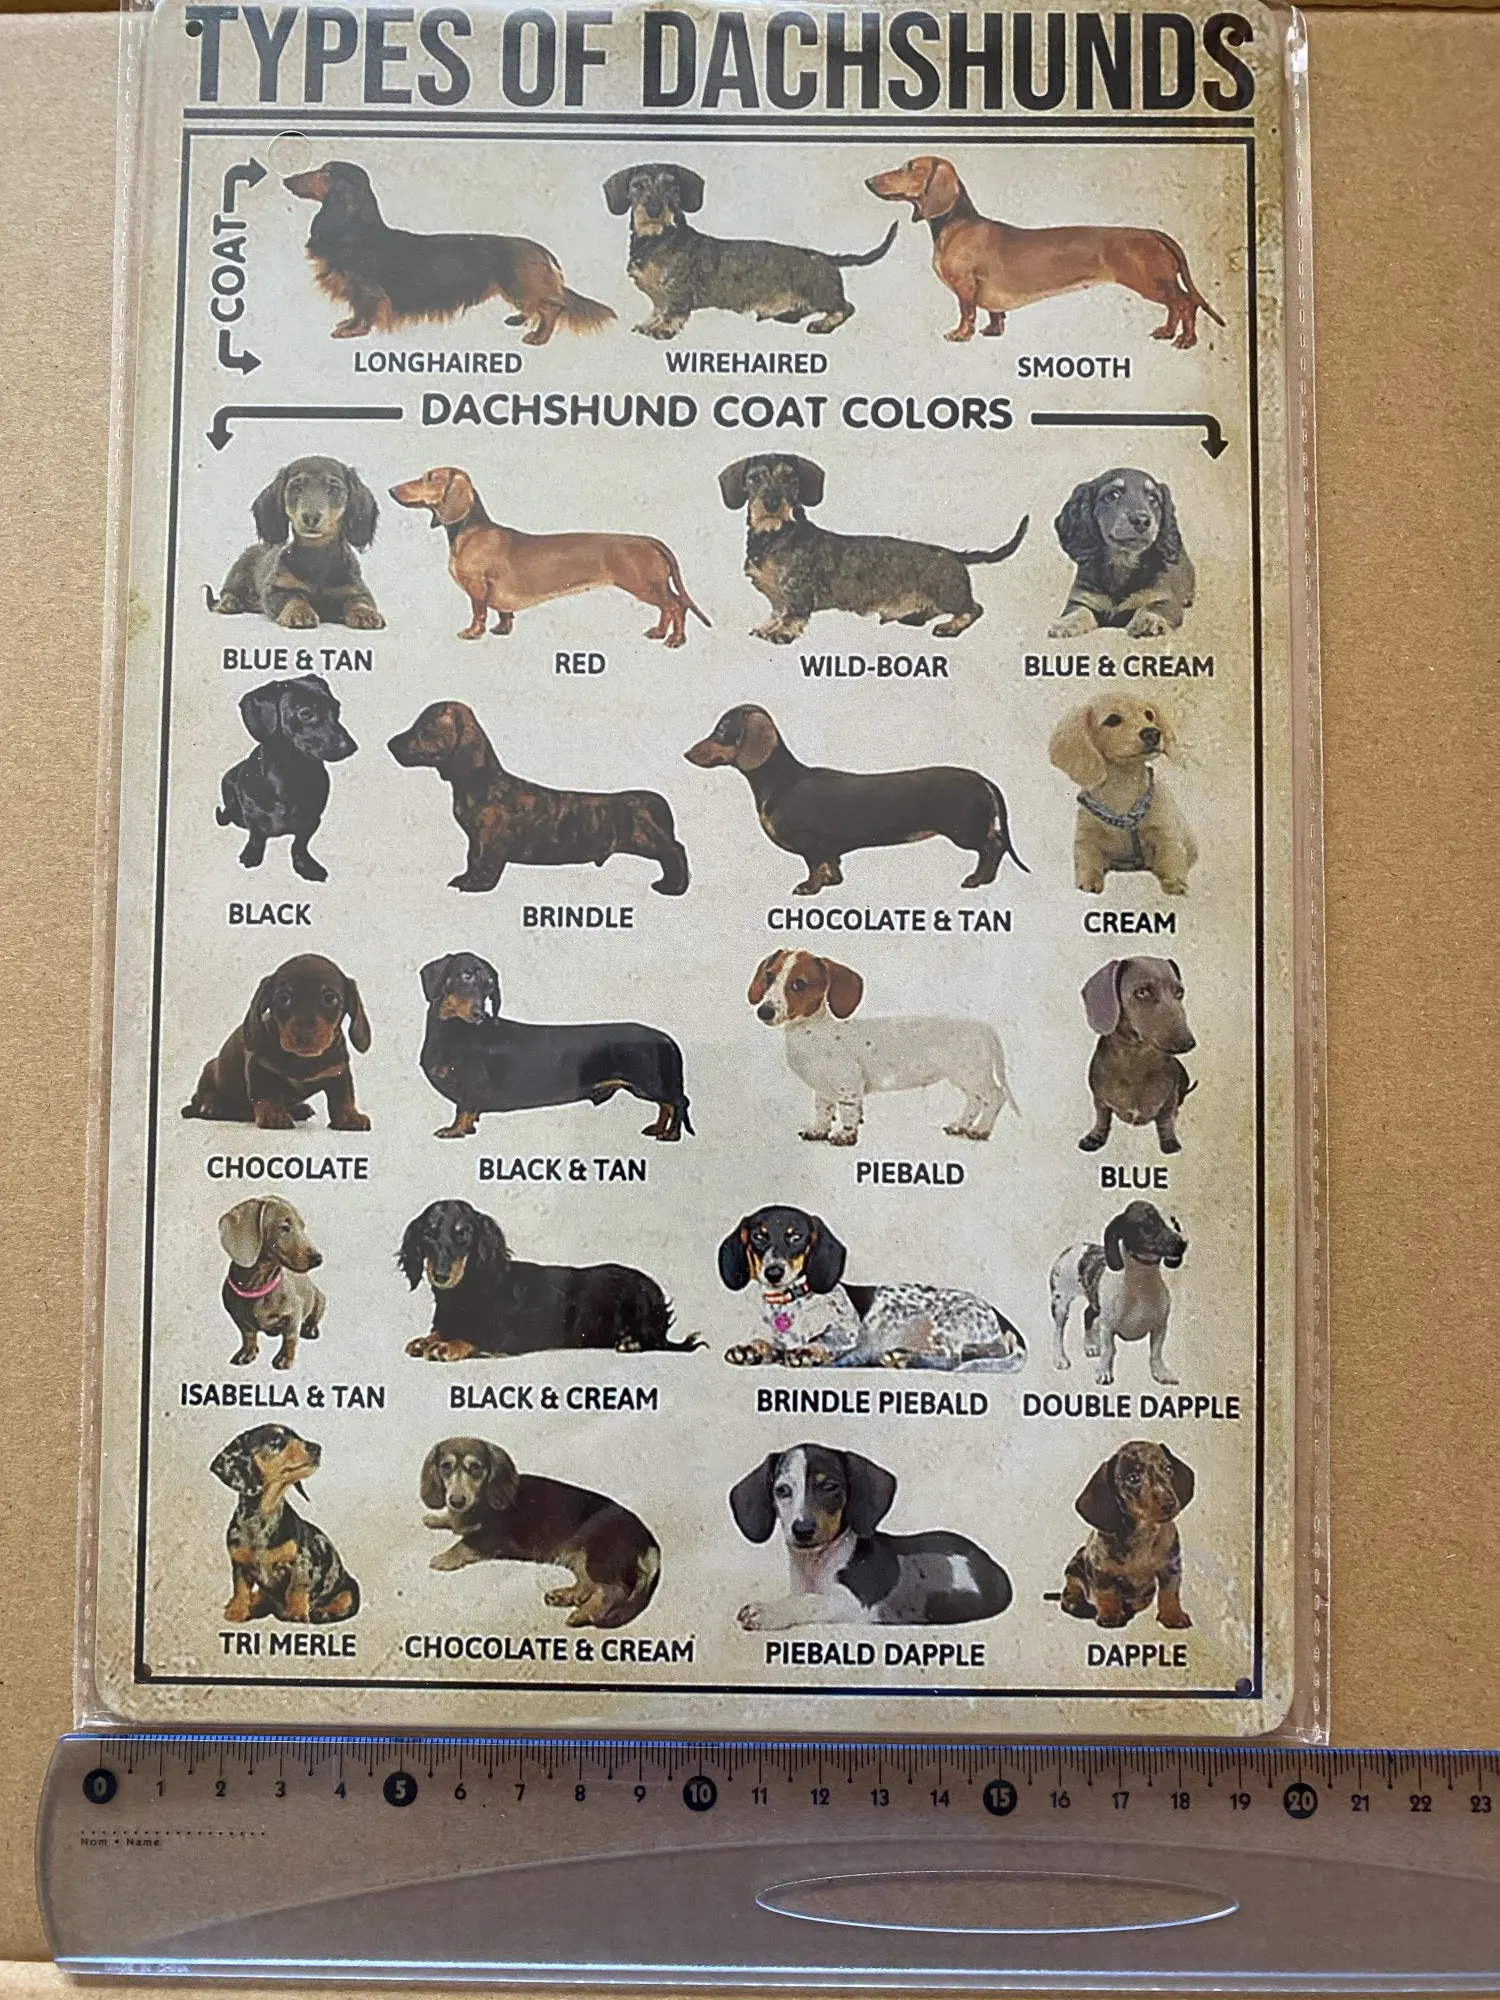 TYPES OF DACHSHUNDS
COAT
LONGHAIRED
WIREHAIRED
SMOOTH
DACHSHUND COAT COLORS
BLUE & TAN
RED
WILD-BOAR
BLUE & CREAM
BLACK
BRINDLE
CHOCOLATE & TAN
CREAM
CHOCOLATE
BLACK & TAN
PIEBALD
BLUE
ISABELLA & TAN
BLACK & CREAM
BRINDLE PIEBALD
DOUBLE DAPPLE
TRI MERLE
CHOCOLATE & CREAM
PIEBALD DAPPLE
DAPPLE
0 1 2 3 4 5 6 7 8 9 10 11 12 13 14 15 16 17 18 19 20 21 22 23
Nom • Name
MADE IN CHINA